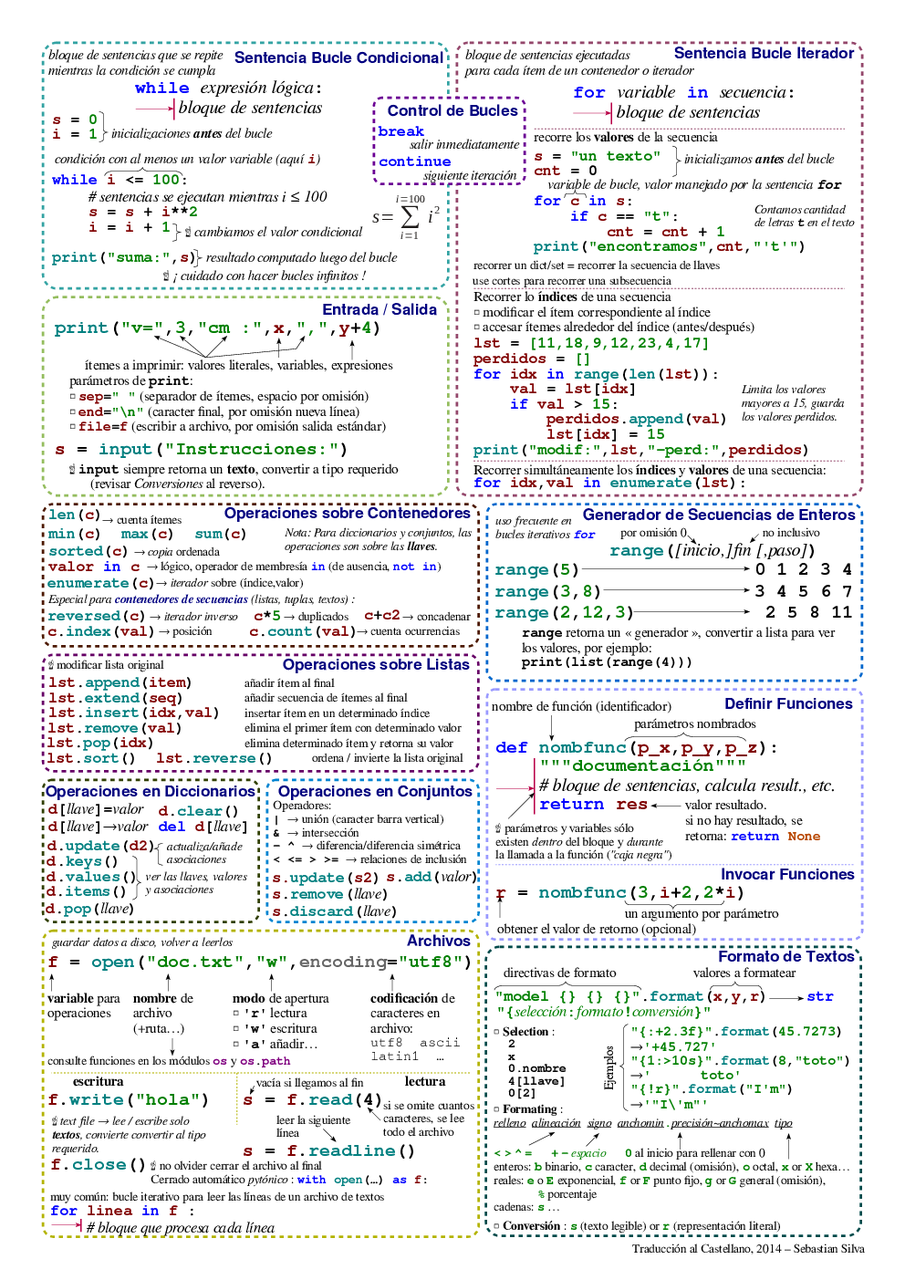 bloque de sentencias que se repite
mientras la condición se cumpla
Sentencia Bucle Condicional
while expresión lógica:
bloque de sentencias
s = 0
i = 1
inicializaciones antes del bucle
condición con al menos un valor variable (aquí i)
while i <= 100:
# sentencias se ejecutan mientras i ≤ 100
s = s + i**2
i = i + 1
☝ cambiamos el valor condicional
i=100
s=∑ i²
i=1
print("suma:",s)
resultado computado luego del bucle
☝ ¡ cuidado con hacer bucles infinitos !
Control de Bucles
break
salir inmediatamente
continue
siguiente iteración
bloque de sentencias ejecutadas
para cada ítem de un contenedor o iterador
Sentencia Bucle Iterador
for variable in secuencia:
bloque de sentencias
recorre los valores de la secuencia
s = "un texto"
cnt = 0
inicializamos antes del bucle
variable de bucle, valor manejado por la sentencia for
for c in s:
if c == "t":
cnt = cnt + 1
print("encontramos",cnt,"'t'")
Contamos cantidad
de letras t en el texto
recorrer un dict/set = recorrer la secuencia de llaves
use cortes para recorrer una subsecuencia
Recorrer lo índices de una secuencia
□ modificar el ítem correspondiente al índice
□ accesar ítemes alrededor del índice (antes/después)
lst = [11,18,9,12,23,4,17]
perdidos = []
for idx in range(len(lst)):
val = lst[idx]
if val > 15:
perdidos.append(val)
lst[idx] = 15
print("modif:",lst,"-perd:",perdidos)
Limita los valores
mayores a 15, guarda
los valores perdidos.
Recorrer simultáneamente los índices y valores de una secuencia:
for idx,val in enumerate(lst):
Entrada / Salida
print("v=",3,"cm :",x,",",y+4)
ítemes a imprimir: valores literales, variables, expresiones
parámetros de print:
□ sep=" " (separador de ítemes, espacio por omisión)
□ end="\n" (caracter final, por omisión nueva línea)
□ file=f (escribir a archivo, por omisión salida estándar)
s = input("Instrucciones:")
☝ input siempre retorna un texto, convertir a tipo requerido
(revisar Conversiones al reverso).
Operaciones sobre Contenedores
len(c) → cuenta ítemes
min(c) max(c) sum(c)
Nota: Para diccionarios y conjuntos, las
operaciones son sobre las llaves.
sorted(c) → copia ordenada
valor in c → lógico, operador de membresía in (de ausencia, not in)
enumerate(c) → iterador sobre (índice,valor)
Especial para contenedores de secuencias (listas, tuplas, textos) :
reversed(c) → iterador inverso c*5 → duplicados c+c2 → concadenar
c.index(val) → posición c.count(val) → cuenta ocurrencias
uso frecuente en
bucles iterativos for
Generador de Secuencias de Enteros
por omisión 0
no inclusivo
range([inicio,]fin [,paso])
range(5) 0 1 2 3 4
range(3,8) 3 4 5 6 7
range(2,12,3) 2 5 8 11
range retorna un « generador », convertir a lista para ver
los valores, por ejemplo:
print(list(range(4)))
☝ modificar lista original
Operaciones sobre Listas
lst.append(item) añadir ítem al final
lst.extend(seq) añadir secuencia de ítemes al final
lst.insert(idx,val) insertar ítem en un determinado índice
lst.remove(val) elimina el primer ítem con determinado valor
lst.pop(idx) elimina determinado ítem y retorna su valor
lst.sort() lst.reverse() ordena / invierte la lista original
Definir Funciones
nombre de función (identificador)
parámetros nombrados
def nombfunc(p_x,p_y,p_z):
"""documentación"""
# bloque de sentencias, calcula result., etc.
return res
valor resultado.
si no hay resultado, se
retorna: return None
☝ parámetros y variables sólo
existen dentro del bloque y durante
la llamada a la función ("caja negra")
Invocar Funciones
r = nombfunc(3,i+2,2*i)
un argumento por parámetro
obtener el valor de retorno (opcional)
Operaciones en Diccionarios
d[llave]=valor d.clear()
d[llave]→valor del d[llave]
d.update(d2)
actualiza/añade
asociaciones
d.keys()
d.values()
d.items()
ver las llaves, valores
y asociaciones
d.pop(llave)
Operaciones en Conjuntos
Operadores:
| → unión (caracter barra vertical)
& → intersección
- ^ → diferencia/diferencia simétrica
< <= > >= → relaciones de inclusión
s.update(s2) s.add(valor)
s.remove(llave)
s.discard(llave)
guardar datos a disco, volver a leerlos
Archivos
f = open("doc.txt","w",encoding="utf8")
variable para
operaciones
nombre de
archivo
(+ruta…)
modo de apertura
□ 'r' lectura
□ 'w' escritura
□ 'a' añadir…
codificación de
caracteres en
archivo:
utf8 ascii
latin1 …
consulte funciones en los módulos os y os.path
escritura
f.write("hola")
☝ text file → lee / escribe solo
textos, convierte convertir al tipo
requerido.
vacía si llegamos al fin
lectura
s = f.read(4)
si se omite cuantos
caracteres, se lee
todo el archivo
leer la siguiente
línea
s = f.readline()
f.close() ☝ no olvider cerrar el archivo al final
Cerrado automático pytónico : with open(…) as f:
muy común: bucle iterativo para leer las líneas de un archivo de textos
for linea in f :
# bloque que procesa cada línea
Formato de Textos
directivas de formato
valores a formatear
"model {} {} {}".format(x,y,r) str
"{selección:formato!conversión}"
□ Selection :
2
x
0.nombre
4[llave]
0[2]
Ejemplos
"{:+2.3f}".format(45.7273)
→'+45.727'
"{1:>10s}".format(8,"toto")
→' toto'
"{!r}".format("I'm")
→'"I\'m"'
□ Formating :
relleno alineación signo anchomin.precisión~anchomax tipo
< > ^ = + - espacio 0 al inicio para rellenar con 0
enteros: b binario, c caracter, d decimal (omisión), o octal, x or X hexa…
reales: e o E exponencial, f or F punto fijo, g or G general (omisión),
% porcentaje
cadenas: s …
□ Conversión : s (texto legible) or r (representación literal)
Traducción al Castellano, 2014 – Sebastian Silva